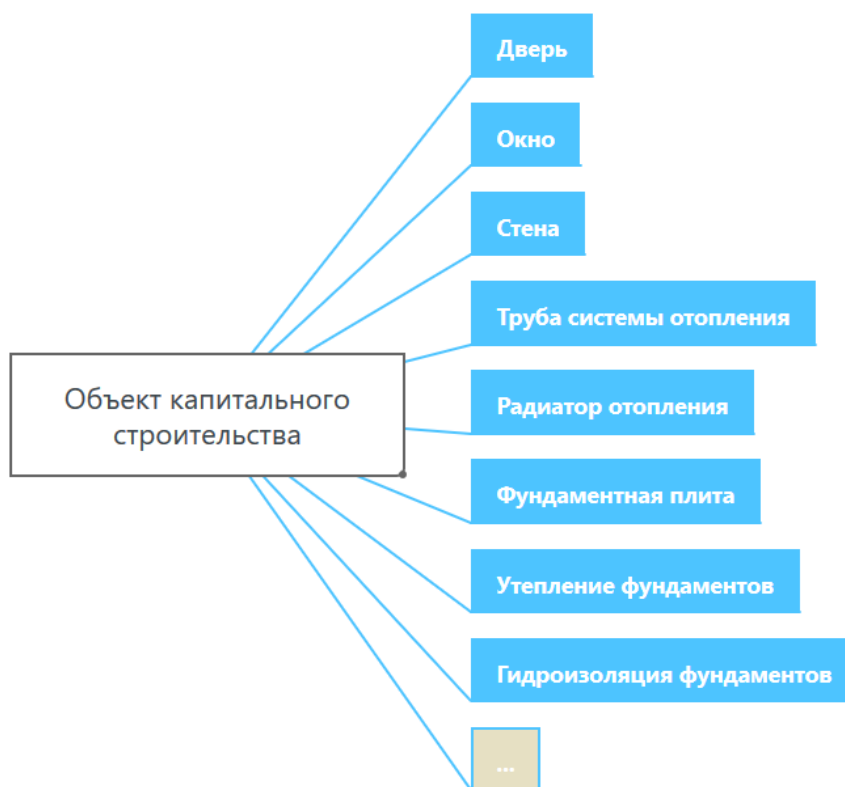 Дверь
Окно
Стена
Труба системы отопления
Объект капитального
строительства
Радиатор отопления
Фундаментная плита
Утепление фундаментов
Гидроизоляция фундаментов
...